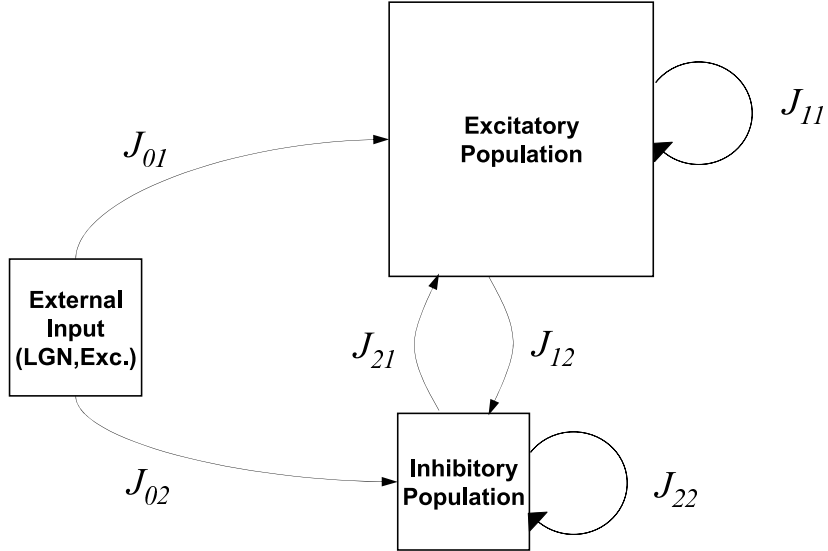 Excitatory
Population
J11
J01
External
Input
(LGN,Exc.)
J21
J12
Inhibitory
Population
J02
J22